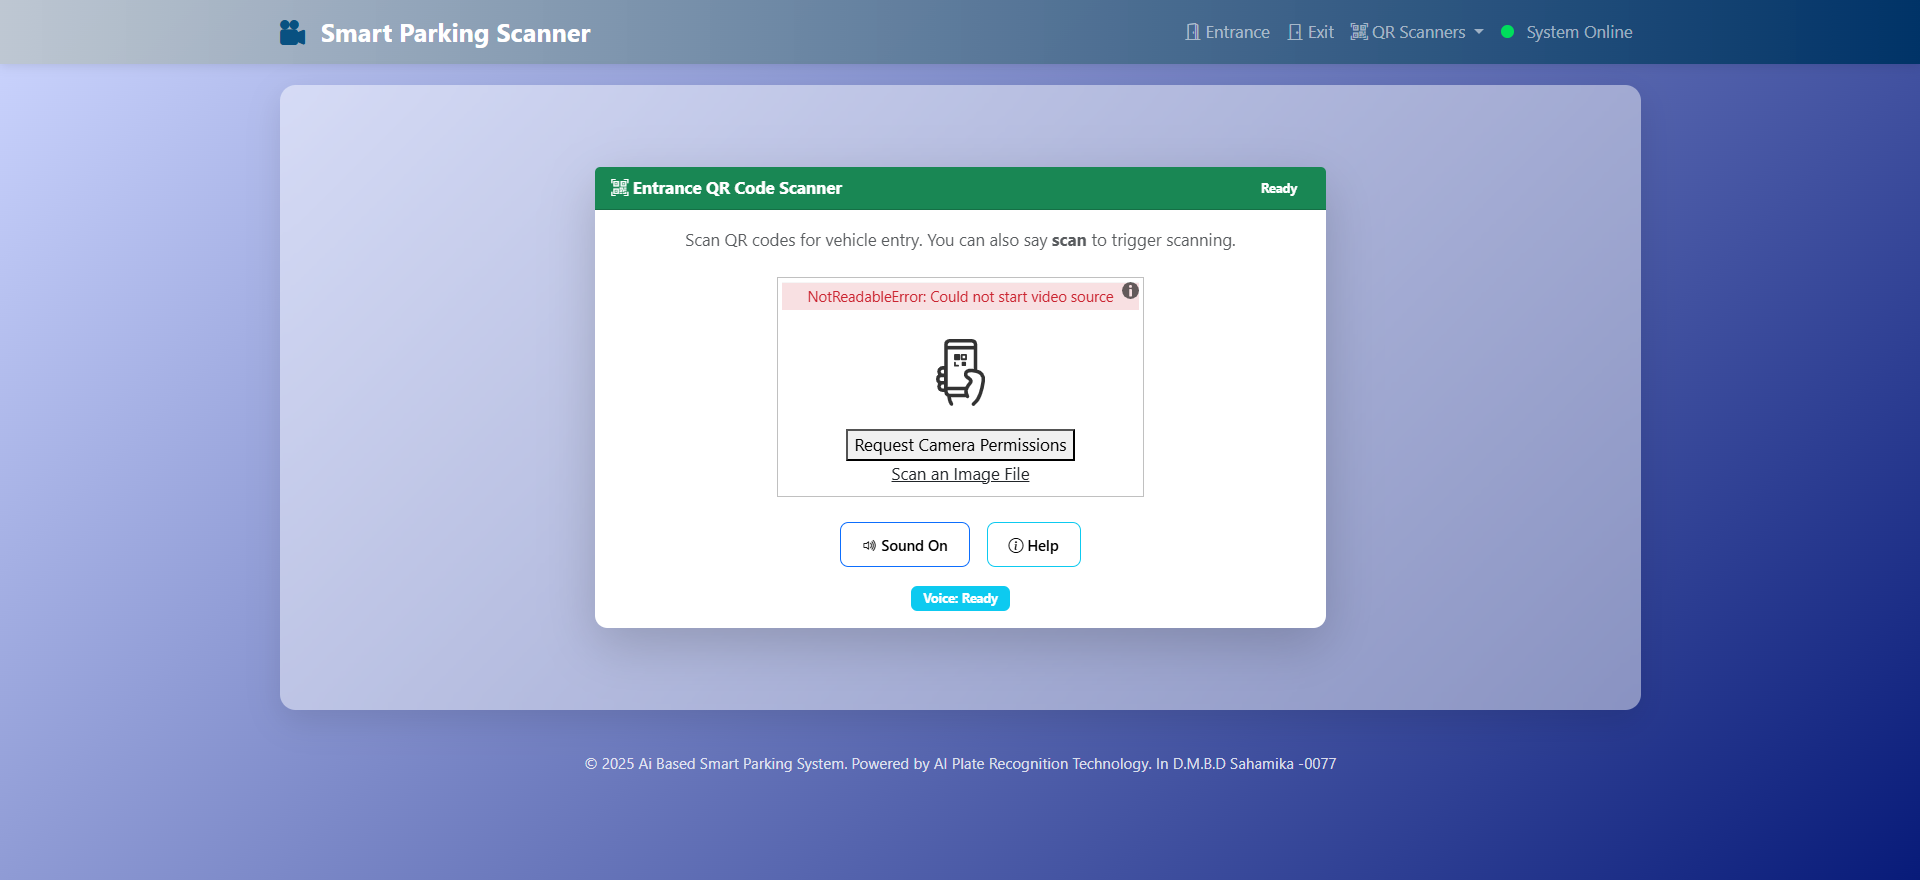 Smart Parking Scanner
Entrance
Exit
QR Scanners
System Online
Entrance QR Code Scanner
Ready
Scan QR codes for vehicle entry. You can also say scan to trigger scanning.
NotReadableError: Could not start video source
Request Camera Permissions
Scan an Image File
Sound On
Help
Voice: Ready
© 2025 Ai Based Smart Parking System. Powered by AI Plate Recognition Technology. In D.M.B.D Sahamika -0077